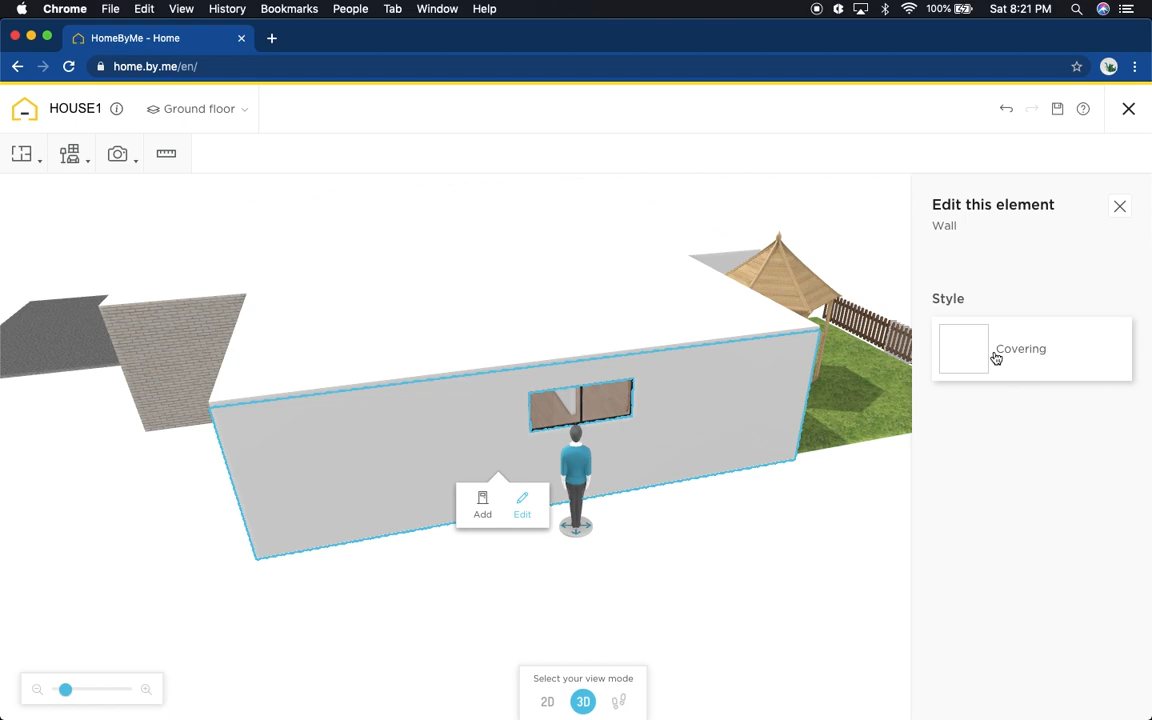 Chrome File Edit View History Bookmarks People Tab Window Help 100% Sat 8:21 PM
HomeByMe - Home
home.by.me/en/
HOUSE1 Ground floor
Edit this element
Wall
Style
Covering
Add Edit
Select your view mode
2D 3D